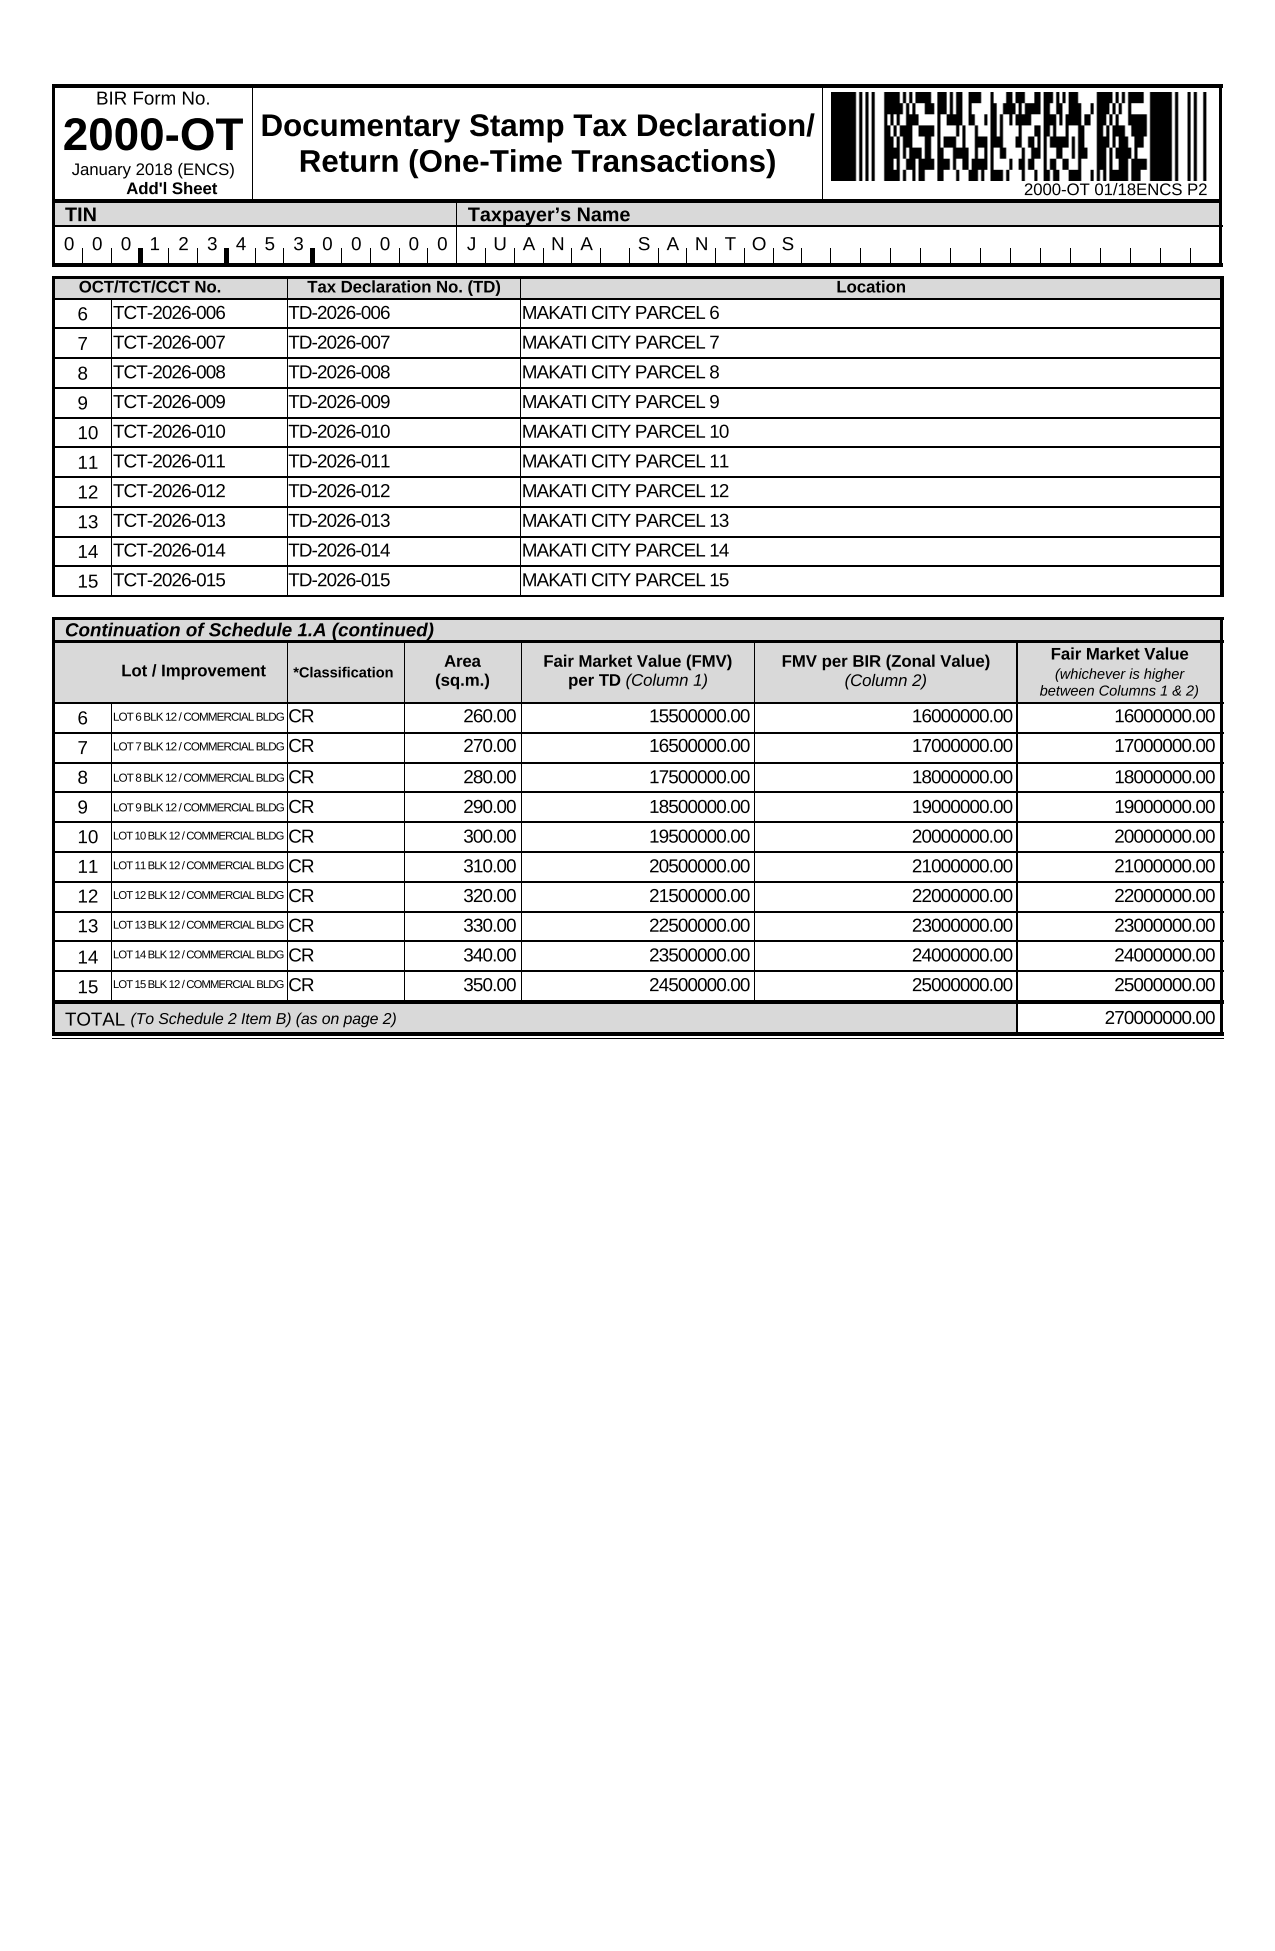 BIR Form No.
2000-OT
January 2018 (ENCS)
Add'l Sheet
Documentary Stamp Tax Declaration/
Return (One-Time Transactions)
2000-OT 01/18ENCS P2
TIN Taxpayer’s Name
0 0 0 1 2 3 4 5 3 0 0 0 0 0 J U A N A S A N T O S
OCT/TCT/CCT No. Tax Declaration No. (TD) Location
6 TCT-2026-006 TD-2026-006 MAKATI CITY PARCEL 6
7 TCT-2026-007 TD-2026-007 MAKATI CITY PARCEL 7
8 TCT-2026-008 TD-2026-008 MAKATI CITY PARCEL 8
9 TCT-2026-009 TD-2026-009 MAKATI CITY PARCEL 9
10 TCT-2026-010 TD-2026-010 MAKATI CITY PARCEL 10
11 TCT-2026-011 TD-2026-011 MAKATI CITY PARCEL 11
12 TCT-2026-012 TD-2026-012 MAKATI CITY PARCEL 12
13 TCT-2026-013 TD-2026-013 MAKATI CITY PARCEL 13
14 TCT-2026-014 TD-2026-014 MAKATI CITY PARCEL 14
15 TCT-2026-015 TD-2026-015 MAKATI CITY PARCEL 15
Continuation of Schedule 1.A (continued)
Lot / Improvement
*Classification
Area
(sq.m.)
Fair Market Value (FMV)
per TD (Column 1)
FMV per BIR (Zonal Value)
(Column 2)
Fair Market Value
(whichever is higher
between Columns 1 & 2)
6 LOT 6 BLK 12 / COMMERCIAL BLDG CR 260.00 15500000.00 16000000.00 16000000.00
7 LOT 7 BLK 12 / COMMERCIAL BLDG CR 270.00 16500000.00 17000000.00 17000000.00
8 LOT 8 BLK 12 / COMMERCIAL BLDG CR 280.00 17500000.00 18000000.00 18000000.00
9 LOT 9 BLK 12 / COMMERCIAL BLDG CR 290.00 18500000.00 19000000.00 19000000.00
10 LOT 10 BLK 12 / COMMERCIAL BLDG CR 300.00 19500000.00 20000000.00 20000000.00
11 LOT 11 BLK 12 / COMMERCIAL BLDG CR 310.00 20500000.00 21000000.00 21000000.00
12 LOT 12 BLK 12 / COMMERCIAL BLDG CR 320.00 21500000.00 22000000.00 22000000.00
13 LOT 13 BLK 12 / COMMERCIAL BLDG CR 330.00 22500000.00 23000000.00 23000000.00
14 LOT 14 BLK 12 / COMMERCIAL BLDG CR 340.00 23500000.00 24000000.00 24000000.00
15 LOT 15 BLK 12 / COMMERCIAL BLDG CR 350.00 24500000.00 25000000.00 25000000.00
TOTAL (To Schedule 2 Item B) (as on page 2) 270000000.00